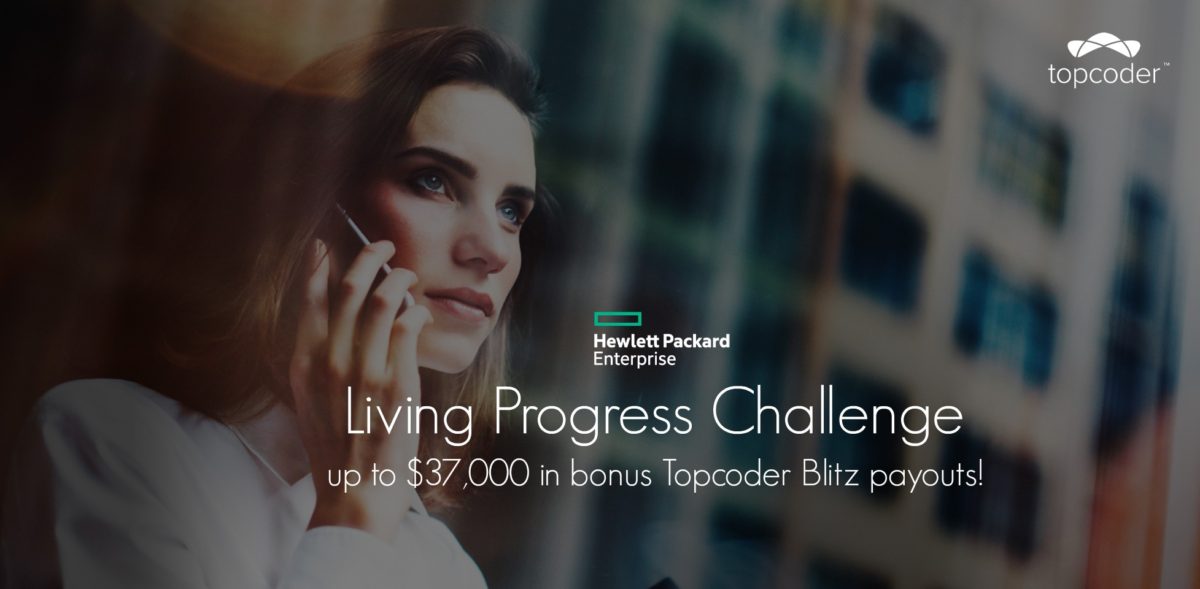 topcoder™
Hewlett Packard
Enterprise
Living Progress Challenge
up to $37,000 in bonus Topcoder Blitz payouts!